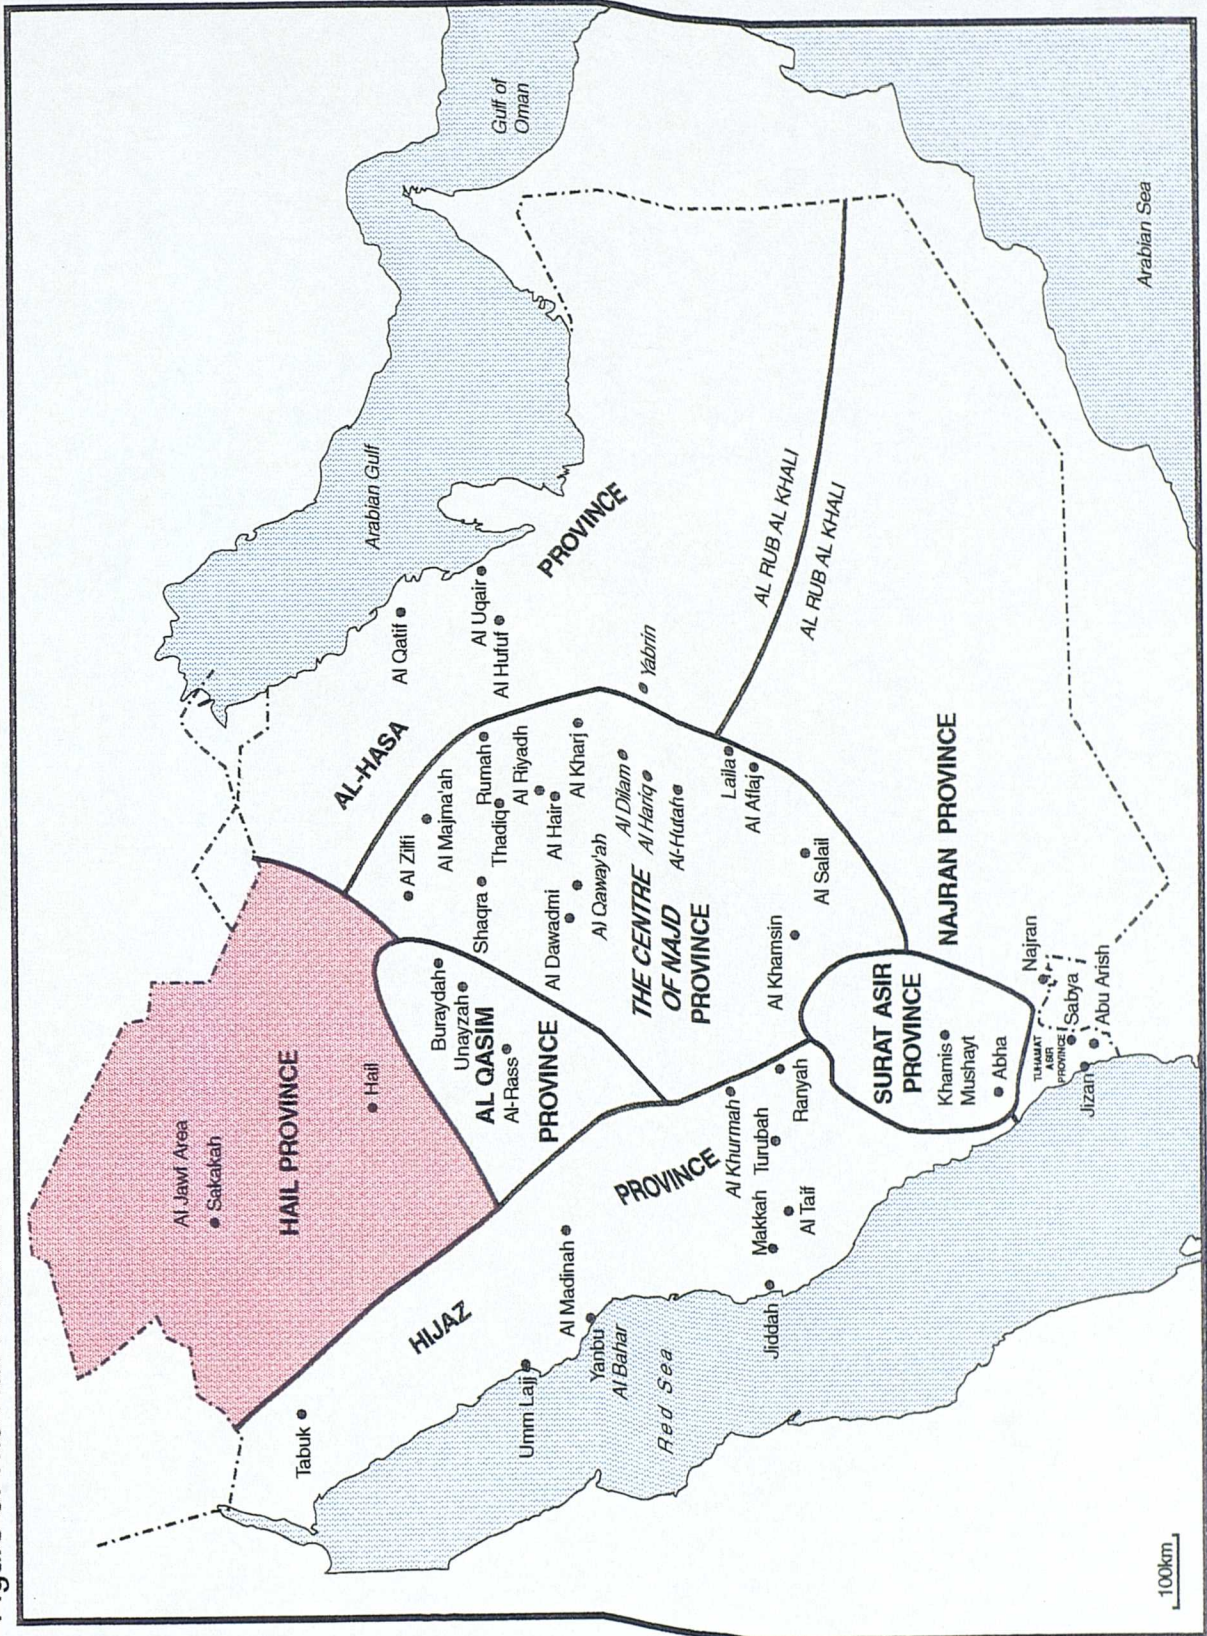 Gulf of
Oman
Arabian Sea
Arabian Gulf
PROVINCE
AL RUB AL KHALI
AL RUB AL KHALI
Al Qatif
Al Uqair
Al Hufuf
Yabrin
AL-HASA
Al Zilfi
Al Majma'ah
Rumah
Thadiq
Al Riyadh
Al Hair
Al Kharj
Shaqra
Al Dawadmi
Al Qaway'ah
Al Dilam
Al Hariq
Al-Hutah
Laila
Al Aflaj
Al Salail
Al Khamsin
THE CENTRE
OF NAJD
PROVINCE
NAJRAN PROVINCE
Najran
Sabya
Abu Arish
TUHAMAT
ASIR
PROVINCE
Jizan
SURAT ASIR
PROVINCE
Khamis
Mushayt
Abha
Buraydah
Unayzah
AL QASIM
Al-Rass
PROVINCE
Al Jawf Area
Sakakah
HAIL PROVINCE
Hail
HIJAZ
PROVINCE
Al Khurmah
Turubah
Ranyah
Makkah
Al Taif
Jiddah
Al Madinah
Yanbu
Al Bahar
Umm Lajj
Red Sea
Tabuk
100km